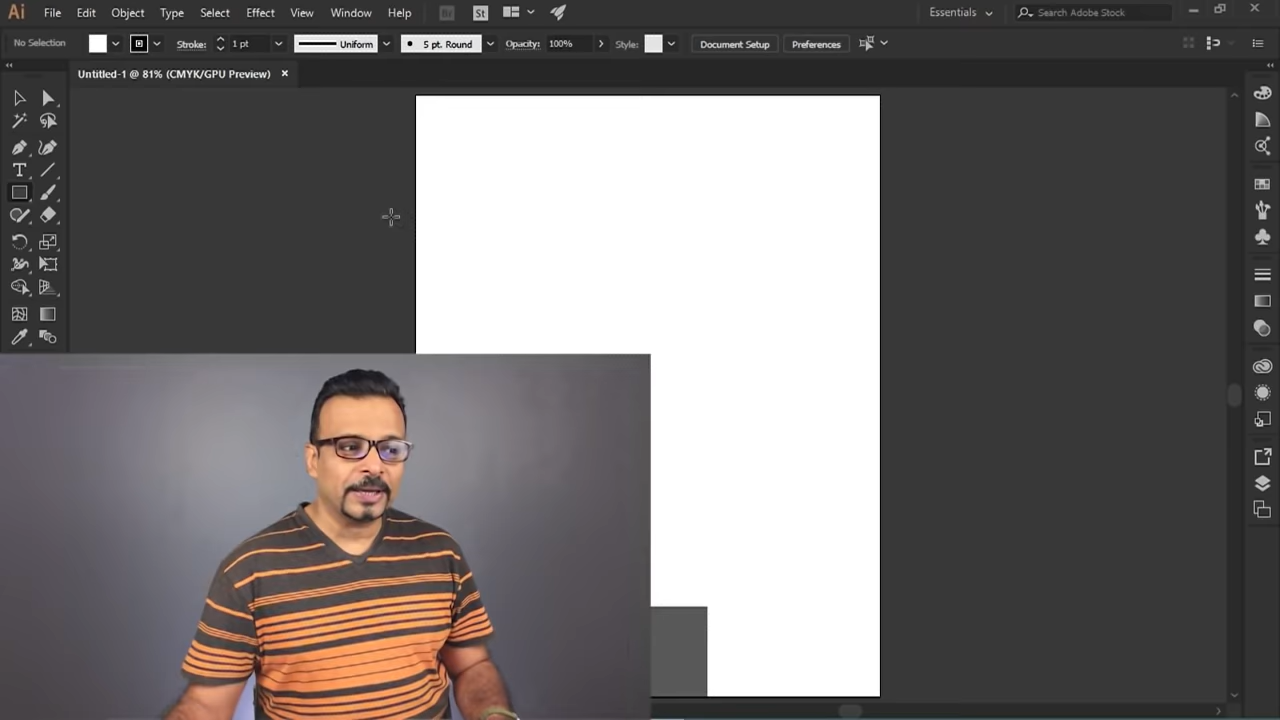 Ai File Edit Object Type Select Effect View Window Help Br St Essentials Search Adobe Stock
No Selection Stroke: 1 pt Uniform 5 pt. Round Opacity: 100% Style: Document Setup Preferences
Untitled-1 @ 81% (CMYK/GPU Preview)